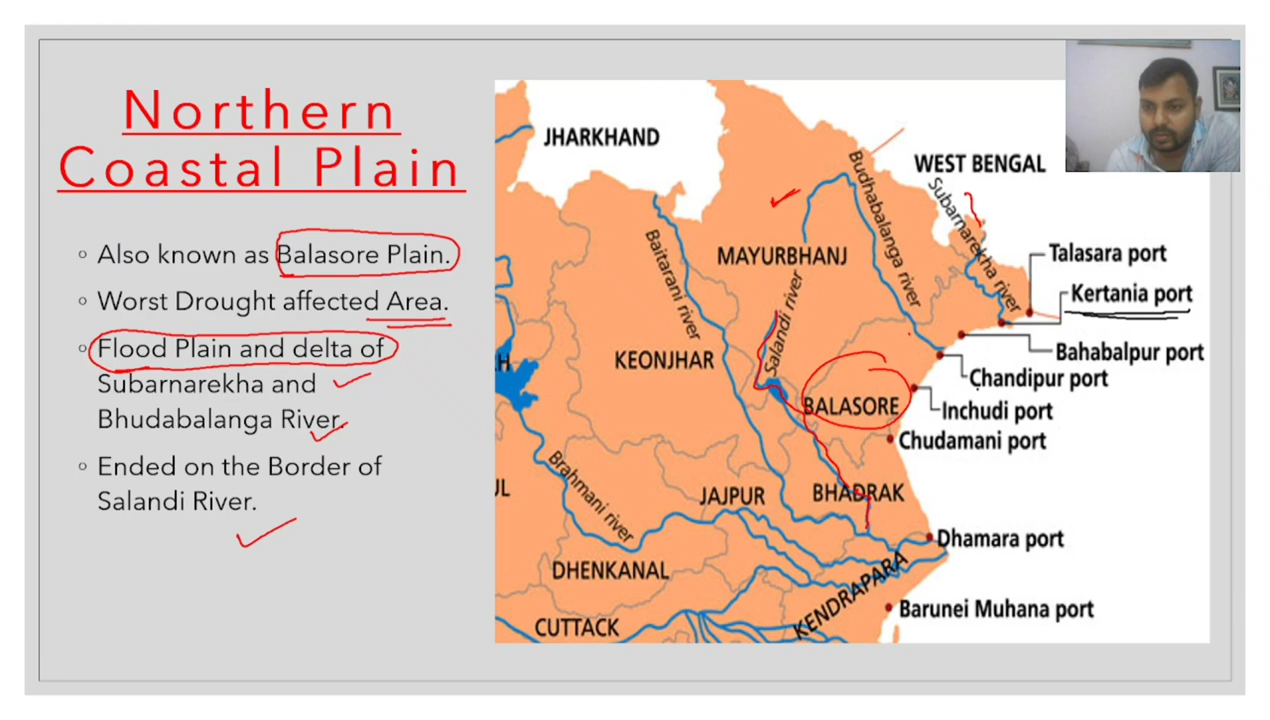 Northern
Coastal Plain
Also known as Balasore Plain.
Worst Drought affected Area.
Flood Plain and delta of
Subarnarekha and
Bhudabalanga River.
Ended on the Border of
Salandi River.
JHARKHAND
WEST BENGAL
Budhabalanga river
Subarnarekha river
Baitarani river
MAYURBHANJ
Salandi river
Talasara port
Kertania port
Bahabalpur port
KEONJHAR
H
Chandipur port
BALASORE
Inchudi port
Chudamani port
UL
JAJPUR
BHADRAK
Brahmani river
Dhamara port
DHENKANAL
KENDRAPARA
Barunei Muhana port
CUTTACK